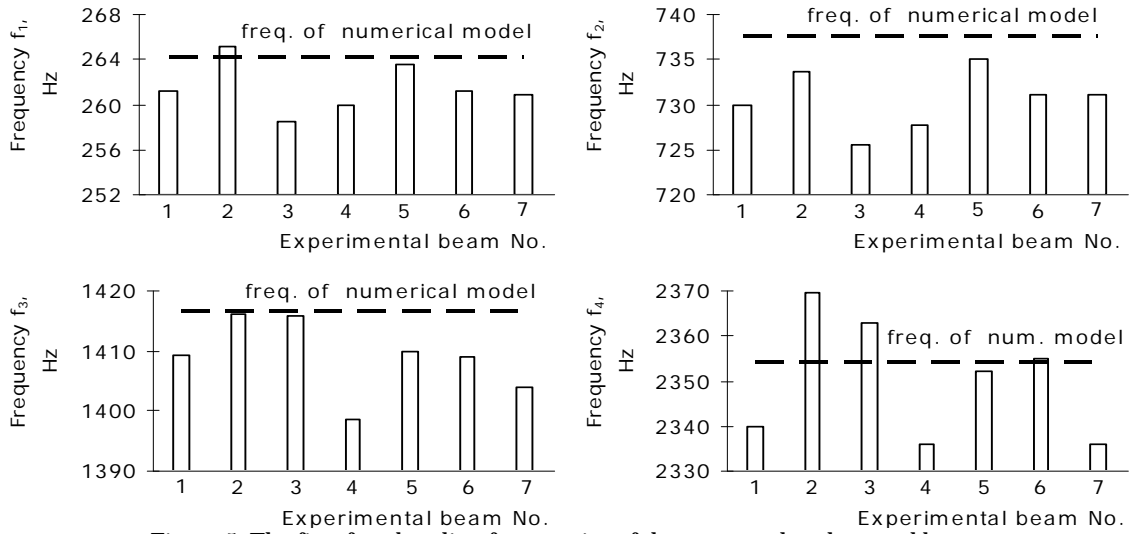 Frequency f1,
Hz
268
264
260
256
252
freq. of numerical model
1 2 3 4 5 6 7
Experimental beam No.
Frequency f2,
Hz
740
735
730
725
720
freq. of numerical model
1 2 3 4 5 6 7
Experimental beam No.
Frequency f3,
Hz
1420
1410
1400
1390
freq. of numerical model
1 2 3 4 5 6 7
Experimental beam No.
Frequency f4,
Hz
2370
2360
2350
2340
2330
freq. of num. model
1 2 3 4 5 6 7
Experimental beam No.